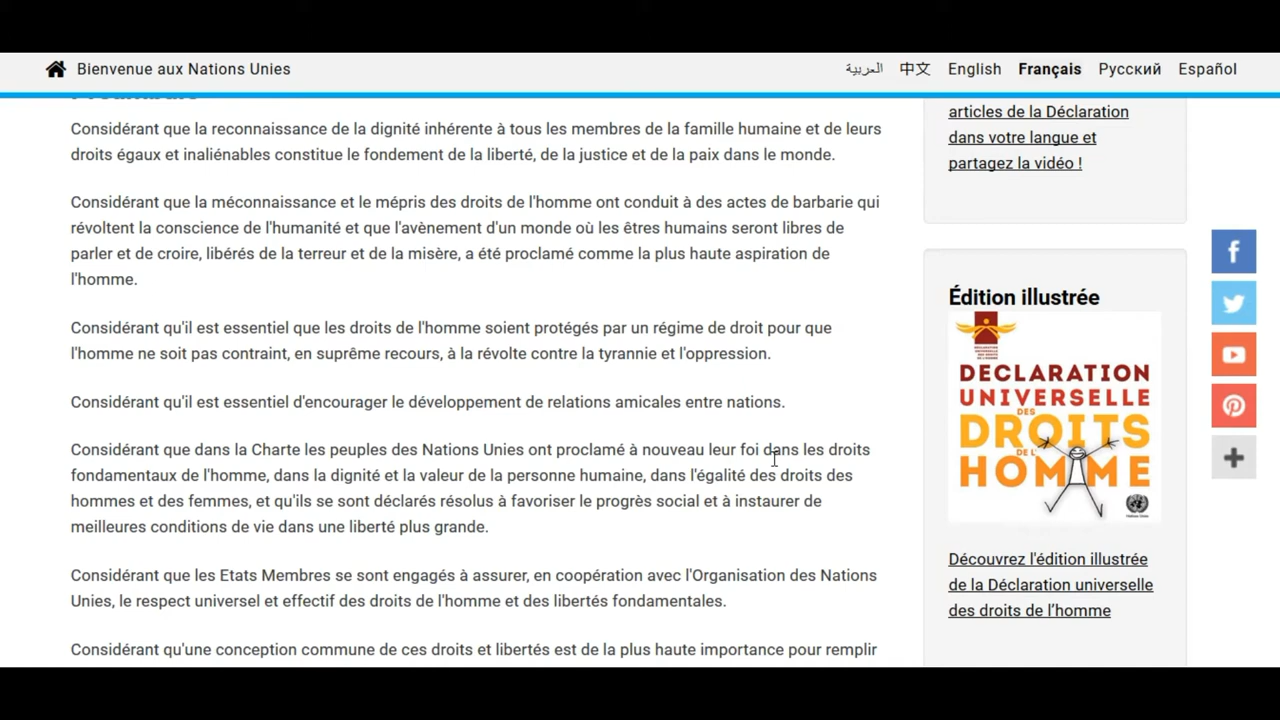 Bienvenue aux Nations Unies
العربية
中文
English
Français
Русский
Español
Considérant que la reconnaissance de la dignité inhérente à tous les membres de la famille humaine et de leurs
droits égaux et inaliénables constitue le fondement de la liberté, de la justice et de la paix dans le monde.
Considérant que la méconnaissance et le mépris des droits de l'homme ont conduit à des actes de barbarie qui
révoltent la conscience de l'humanité et que l'avènement d'un monde où les êtres humains seront libres de
parler et de croire, libérés de la terreur et de la misère, a été proclamé comme la plus haute aspiration de
l'homme.
Considérant qu'il est essentiel que les droits de l'homme soient protégés par un régime de droit pour que
l'homme ne soit pas contraint, en suprême recours, à la révolte contre la tyrannie et l'oppression.
Considérant qu'il est essentiel d'encourager le développement de relations amicales entre nations.
Considérant que dans la Charte les peuples des Nations Unies ont proclamé à nouveau leur foi dans les droits
fondamentaux de l'homme, dans la dignité et la valeur de la personne humaine, dans l'égalité des droits des
hommes et des femmes, et qu'ils se sont déclarés résolus à favoriser le progrès social et à instaurer de
meilleures conditions de vie dans une liberté plus grande.
Considérant que les Etats Membres se sont engagés à assurer, en coopération avec l'Organisation des Nations
Unies, le respect universel et effectif des droits de l'homme et des libertés fondamentales.
Considérant qu'une conception commune de ces droits et libertés est de la plus haute importance pour remplir
articles de la Déclaration
dans votre langue et
partagez la vidéo !
Édition illustrée
DECLARATION
UNIVERSELLE
DES
DROITS
DE L'
HOMME
Découvrez l'édition illustrée
de la Déclaration universelle
des droits de l’homme